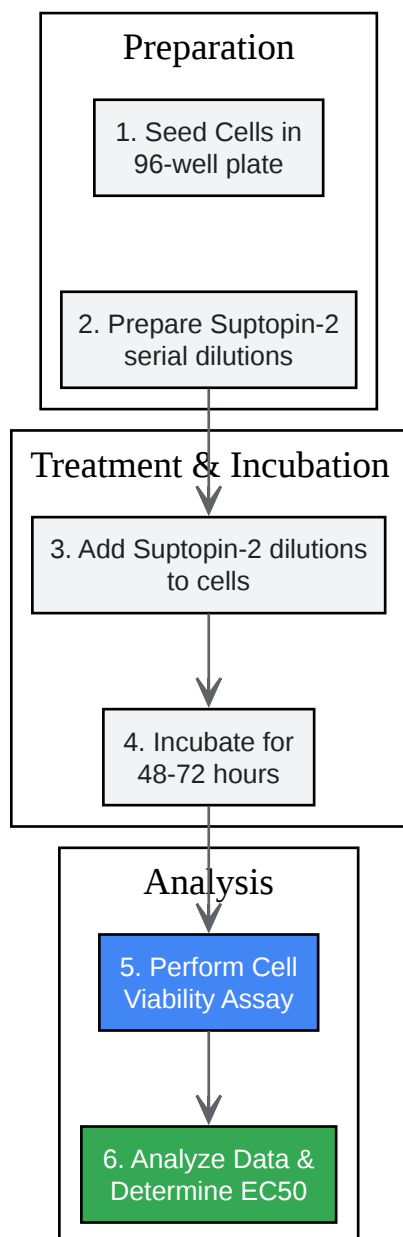 Preparation
1. Seed Cells in
96-well plate
2. Prepare Suptopin-2
serial dilutions
Treatment & Incubation
3. Add Suptopin-2 dilutions
to cells
4. Incubate for
48-72 hours
Analysis
5. Perform Cell
Viability Assay
6. Analyze Data &
Determine EC50